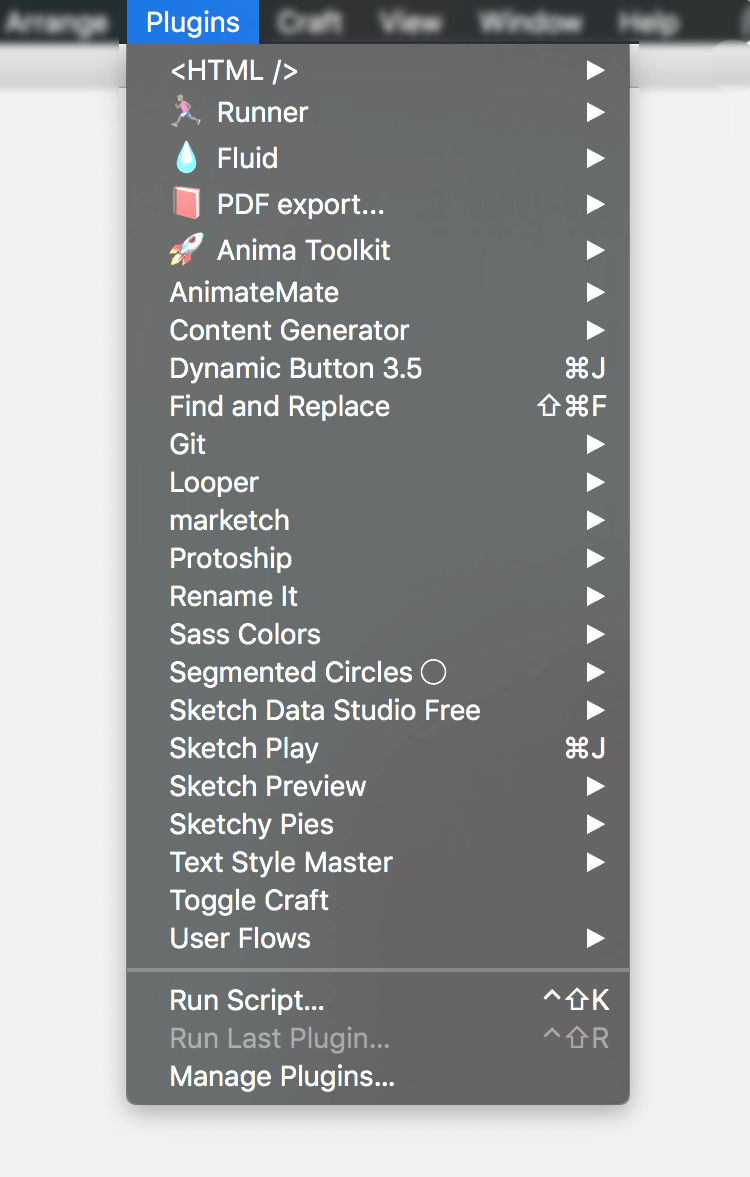 Arrange Plugins Craft View Window Help
<HTML />
Runner
Fluid
PDF export...
Anima Toolkit
AnimateMate
Content Generator
Dynamic Button 3.5 ⌘J
Find and Replace ⇧⌘F
Git
Looper
marketch
Protoship
Rename It
Sass Colors
Segmented Circles ◯
Sketch Data Studio Free
Sketch Play ⌘J
Sketch Preview
Sketchy Pies
Text Style Master
Toggle Craft
User Flows
Run Script... ^⇧K
Run Last Plugin... ^⇧R
Manage Plugins...